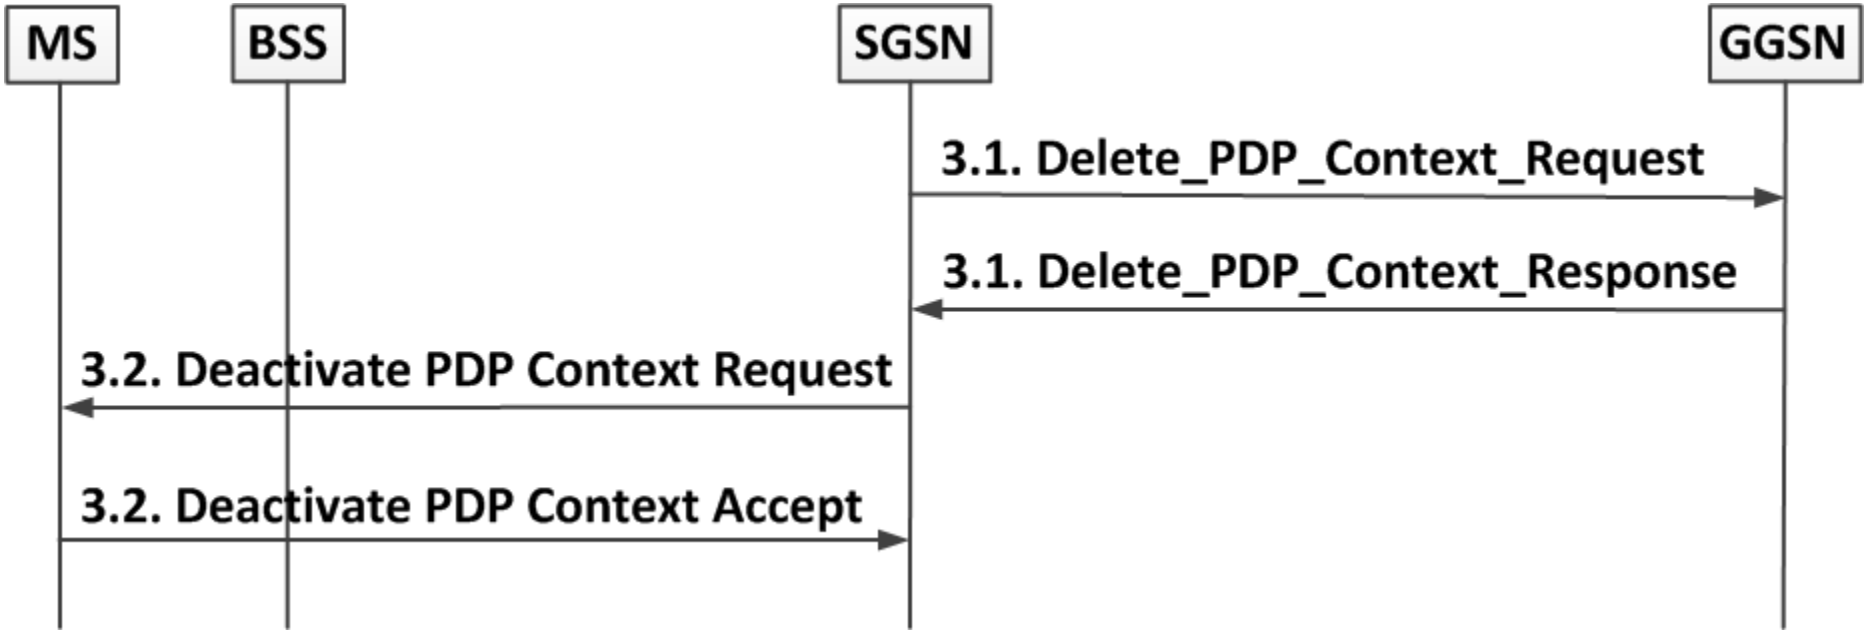 MS
BSS
SGSN
GGSN
3.1. Delete_PDP_Context_Request
3.1. Delete_PDP_Context_Response
3.2. Deactivate PDP Context Request
3.2. Deactivate PDP Context Accept